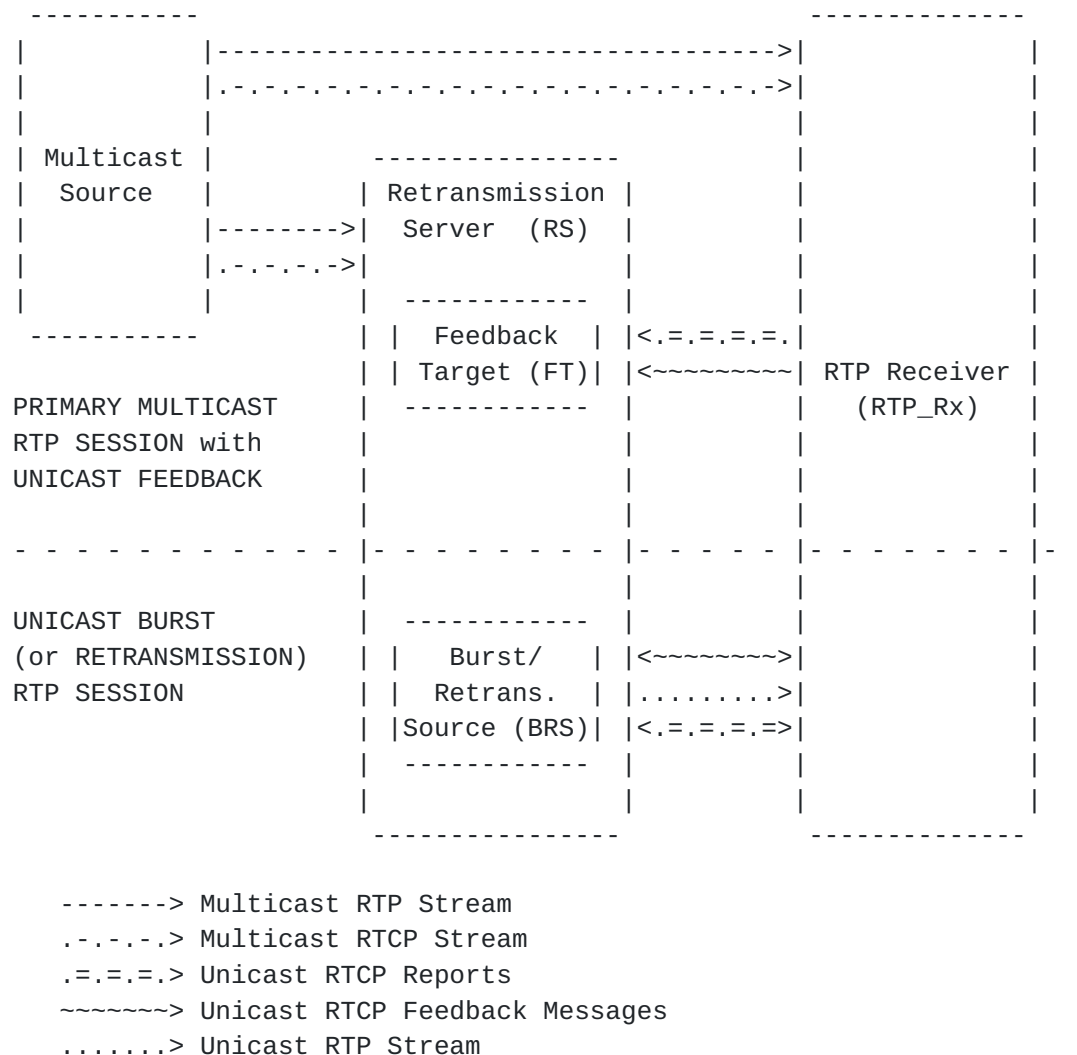 -----------                                       --------------
|           |------------------------------------>|              |
|           |.-.-.-.-.-.-.-.-.-.-.-.-.-.-.-.-.-.->|              |
|           |                                     |              |
| Multicast |          ----------------           |              |
|  Source   |         | Retransmission |          |              |
|           |-------->|  Server  (RS)  |          |              |
|           |.-.-.-.->|                |          |              |
|           |         |  ------------  |          |              |
 -----------          | |  Feedback  | |<.=.=.=.=.|              |
                      | | Target (FT)| |<~~~~~~~~~| RTP Receiver |
PRIMARY MULTICAST     |  ------------  |          |   (RTP_Rx)   |
RTP SESSION with      |                |          |              |
UNICAST FEEDBACK      |                |          |              |
                      |                |          |              |
- - - - - - - - - - - |- - - - - - - - |- - - - - |- - - - - - - |-
                      |                |          |              |
UNICAST BURST         |  ------------  |          |              |
(or RETRANSMISSION)   | |   Burst/   | |<~~~~~~~~>|              |
RTP SESSION           | |  Retrans.  | |.........>|              |
                      | |Source (BRS)| |<.=.=.=.=>|              |
                      |  ------------  |          |              |
                      |                |          |              |
                       ----------------            --------------

   -------> Multicast RTP Stream
   .-.-.-.> Multicast RTCP Stream
   .=.=.=.> Unicast RTCP Reports
   ~~~~~~~> Unicast RTCP Feedback Messages
   .......> Unicast RTP Stream